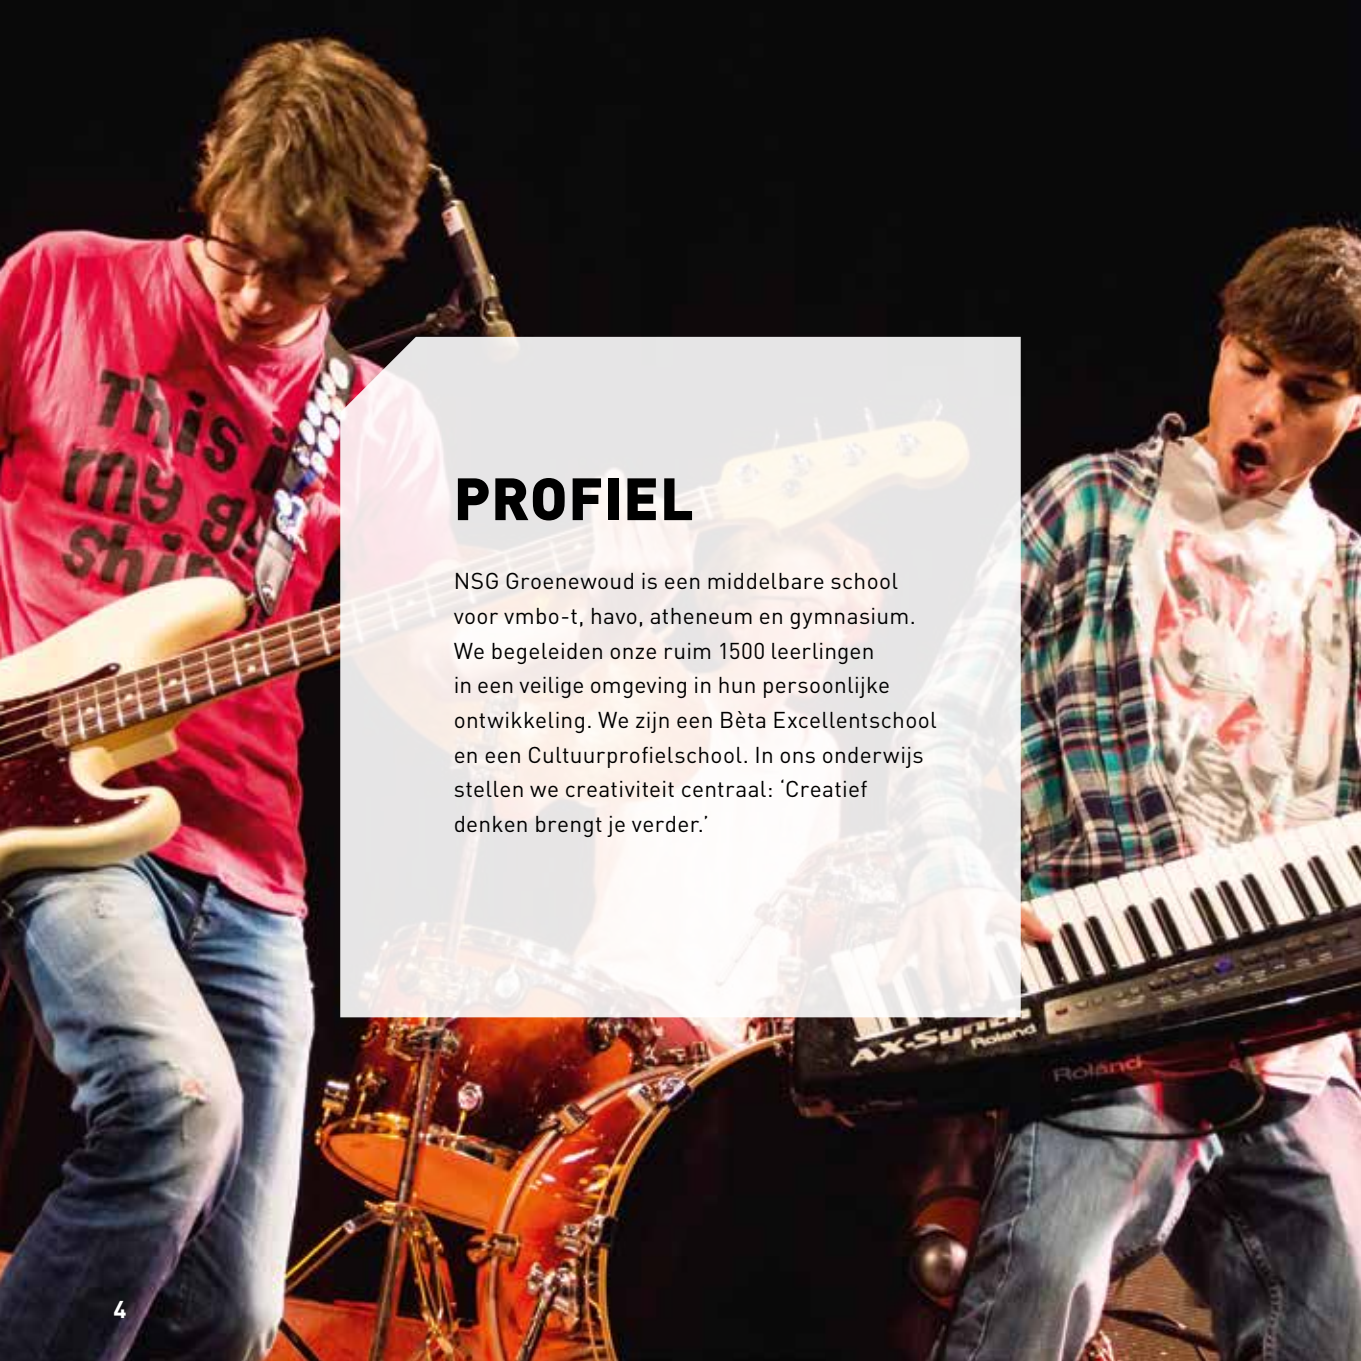 This
my
PROFIEL
NSG Groenewoud is een middelbare school
voor vmbo-t, havo, atheneum en gymnasium.
We begeleiden onze ruim 1500 leerlingen
in een veilige omgeving in hun persoonlijke
ontwikkeling. We zijn een Bèta Excellentschool
en een Cultuurprofielschool. In ons onderwijs
stellen we creativiteit centraal: ‘Creatief
denken brengt je verder.’
AX-Synth
Roland
Roland
4